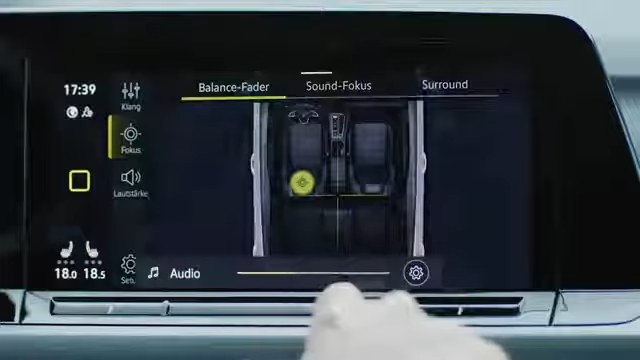 17:39
Klang
Balance-Fader
Sound-Fokus
Surround
Fokus
Lautstärke
18.0 18.5
Set.
Audio